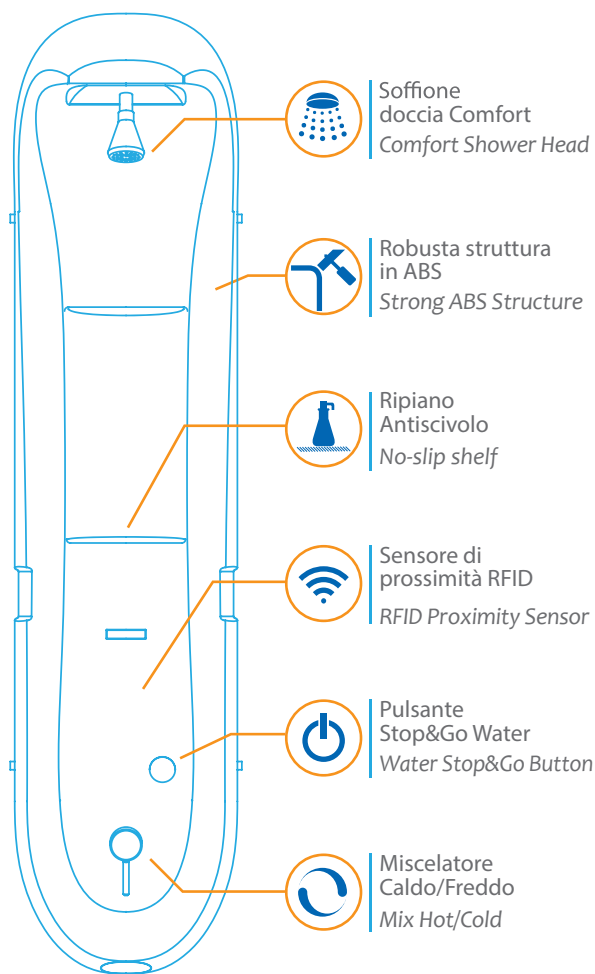 Soffione
doccia Comfort
Comfort Shower Head
Robusta struttura
in ABS
Strong ABS Structure
Ripiano
Antiscivolo
No-slip shelf
Sensore di
prossimità RFID
RFID Proximity Sensor
Pulsante
Stop&Go Water
Water Stop&Go Button
Miscelatore
Caldo/Freddo
Mix Hot/Cold